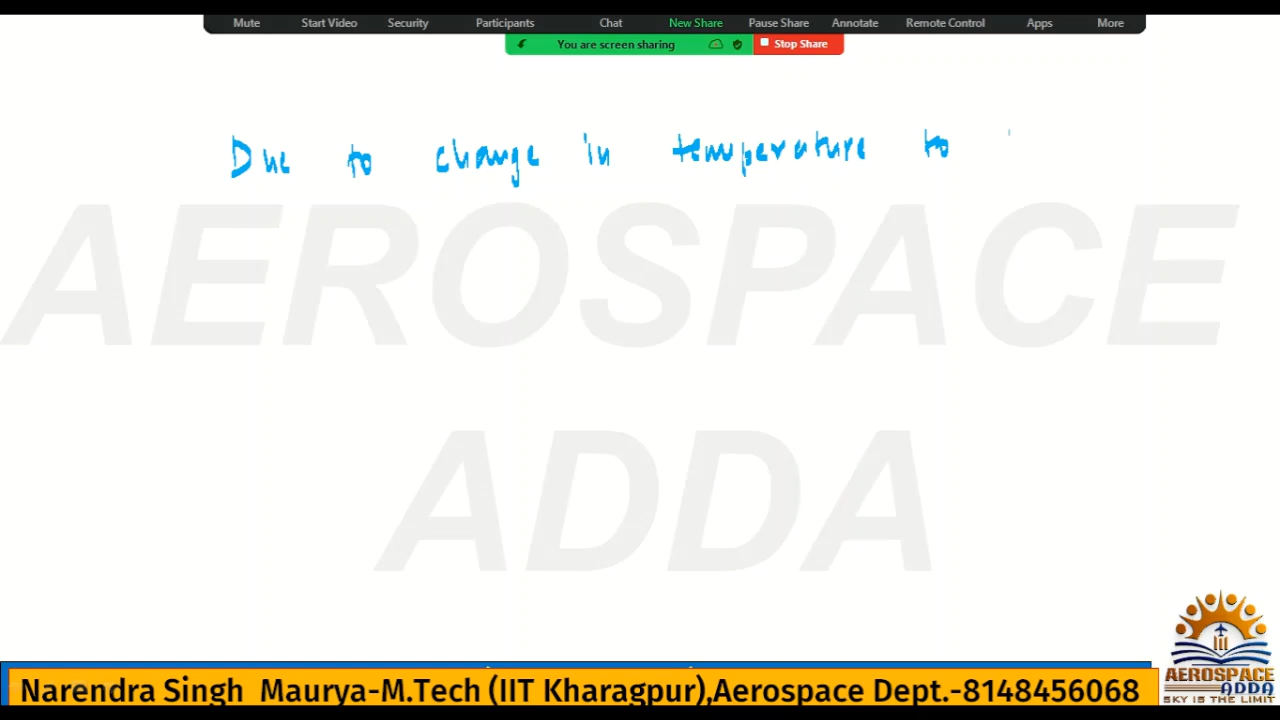 Mute Start Video Security Participants Chat New Share Pause Share Annotate Remote Control Apps More
You are screen sharing Stop Share
Due to change in temperature to
AEROSPACE
ADDA
Narendra Singh Maurya-M.Tech (IIT Kharagpur),Aerospace Dept.-8148456068
AEROSPACE
ADDA
SKY IS THE LIMIT